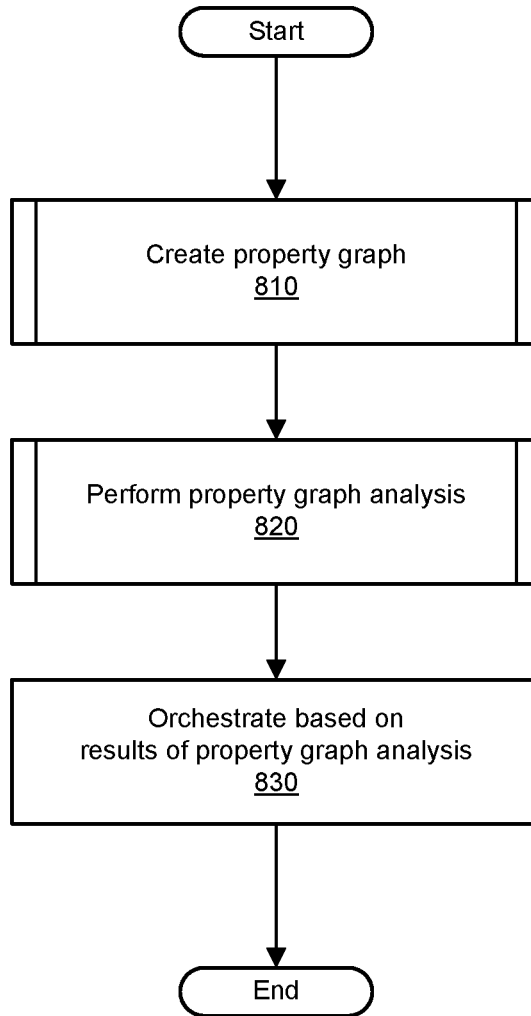 Start
Create property graph
810
Perform property graph analysis
820
Orchestrate based on
results of property graph analysis
830
End